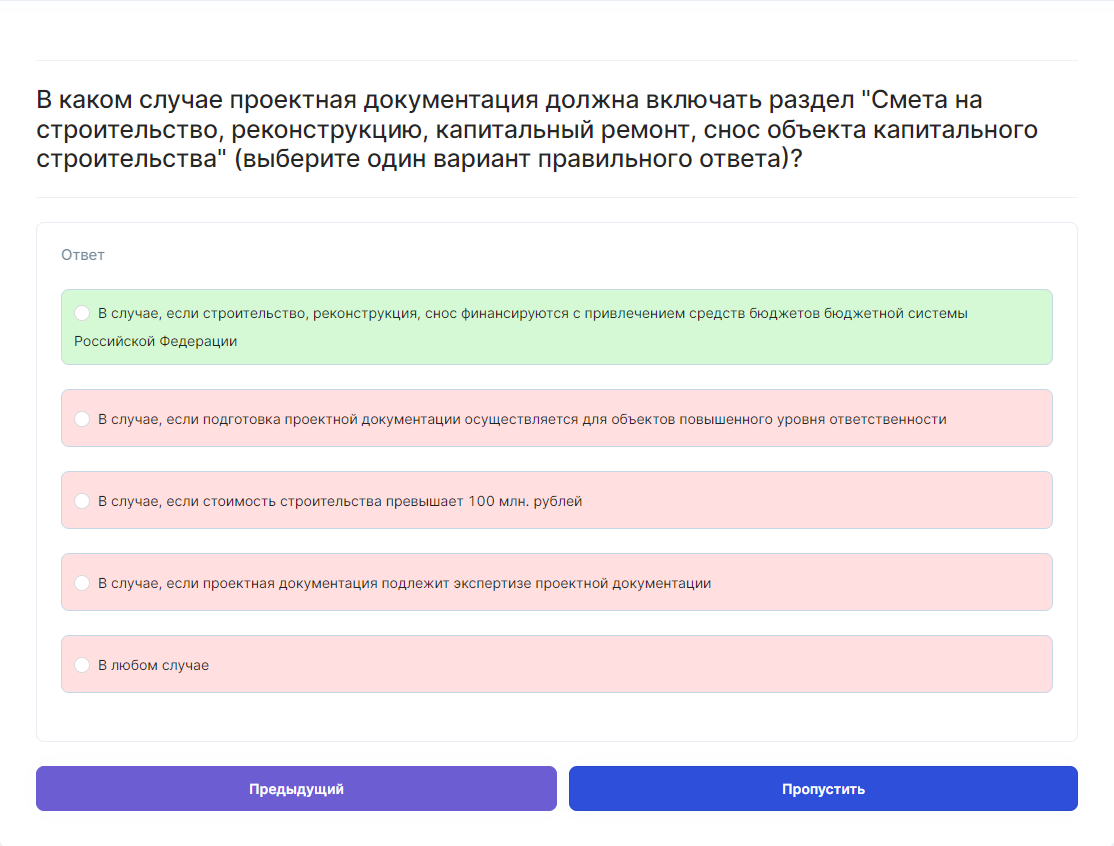 В каком случае проектная документация должна включать раздел "Смета на
строительство, реконструкцию, капитальный ремонт, снос объекта капитального
строительства" (выберите один вариант правильного ответа)?
Ответ
В случае, если строительство, реконструкция, снос финансируются с привлечением средств бюджетов бюджетной системы
Российской Федерации
В случае, если подготовка проектной документации осуществляется для объектов повышенного уровня ответственности
В случае, если стоимость строительства превышает 100 млн. рублей
В случае, если проектная документация подлежит экспертизе проектной документации
В любом случае
Предыдущий
Пропустить